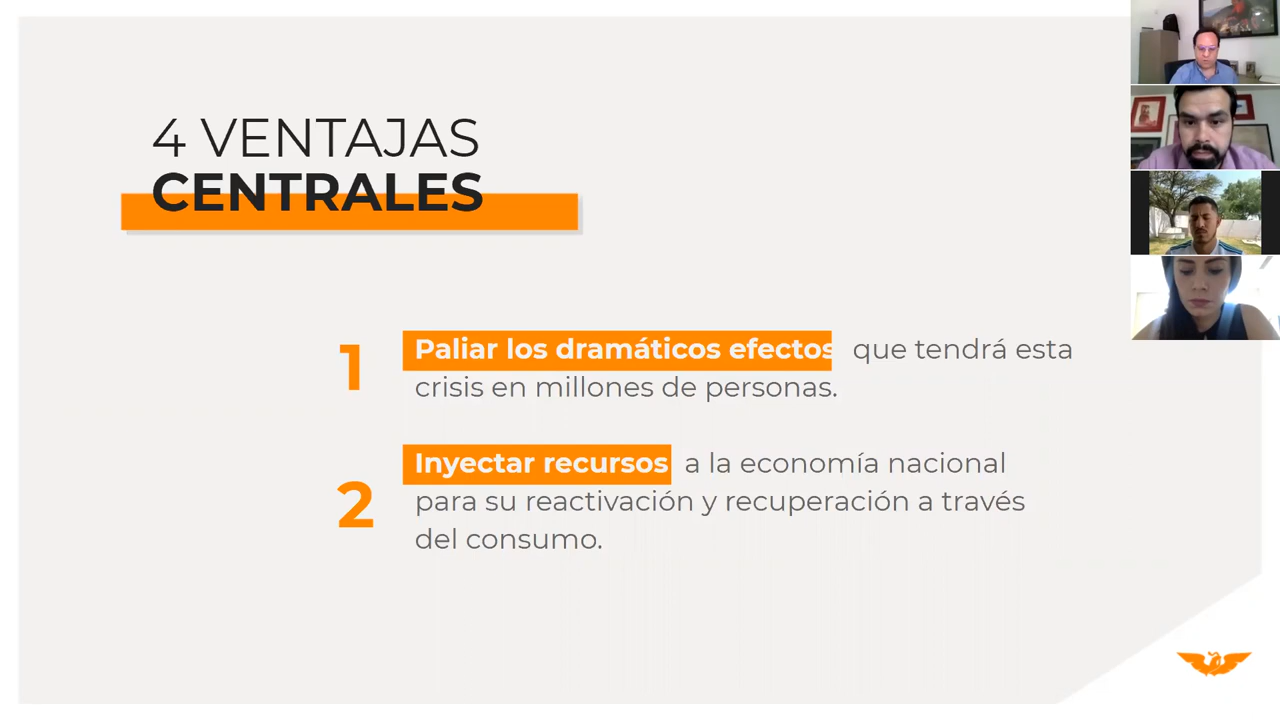 4 VENTAJAS
CENTRALES
1
Paliar los dramáticos efectos que tendrá esta
crisis en millones de personas.
2
Inyectar recursos a la economía nacional
para su reactivación y recuperación a través
del consumo.